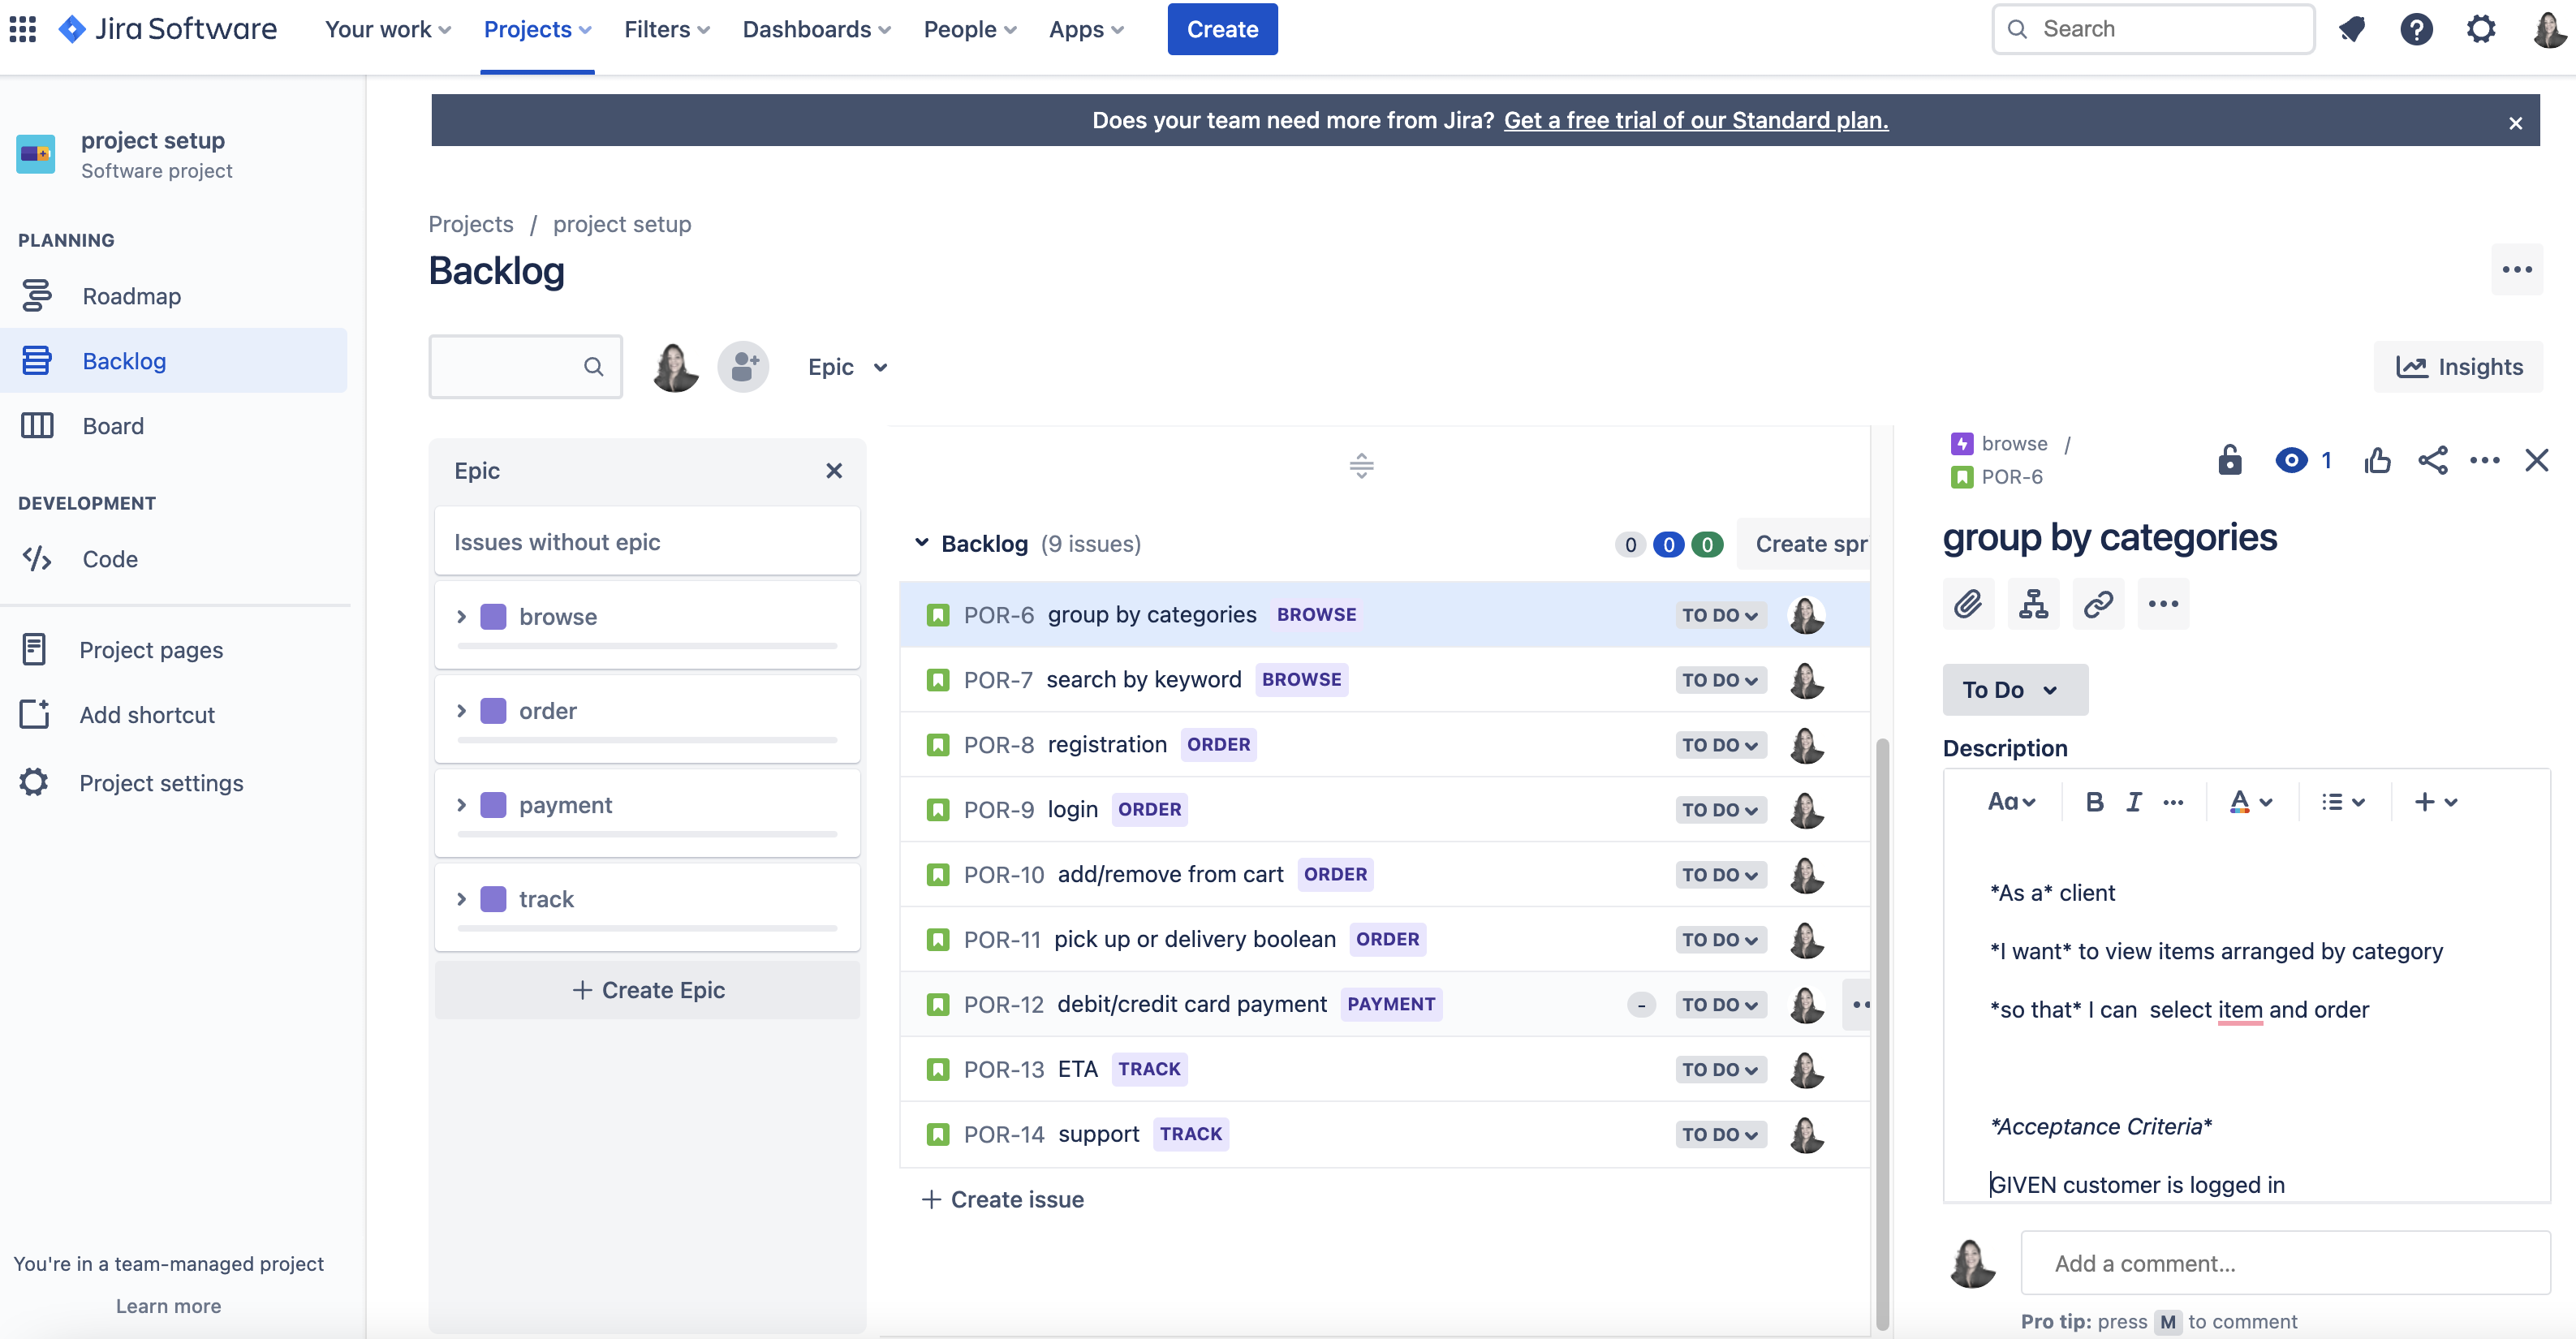 Jira Software
Your work
Projects
Filters
Dashboards
People
Apps
Create
Search
project setup
Software project
PLANNING
Roadmap
Backlog
Board
DEVELOPMENT
Code
Project pages
Add shortcut
Project settings
You're in a team-managed project
Learn more
Does your team need more from Jira? Get a free trial of our Standard plan.
Projects / project setup
Backlog
Epic
Insights
Epic
Issues without epic
browse
order
payment
track
+ Create Epic
Backlog (9 issues)
0 0 0
Create spr
POR-6 group by categories BROWSE TO DO
POR-7 search by keyword BROWSE TO DO
POR-8 registration ORDER TO DO
POR-9 login ORDER TO DO
POR-10 add/remove from cart ORDER TO DO
POR-11 pick up or delivery boolean ORDER TO DO
POR-12 debit/credit card payment PAYMENT - TO DO
POR-13 ETA TRACK TO DO
POR-14 support TRACK TO DO
+ Create issue
browse /
POR-6
1
group by categories
To Do
Description
Aa B I A
*As a* client
*I want* to view items arranged by category
*so that* I can  select item and order
*Acceptance Criteria*
GIVEN customer is logged in
Add a comment...
Pro tip: press M to comment